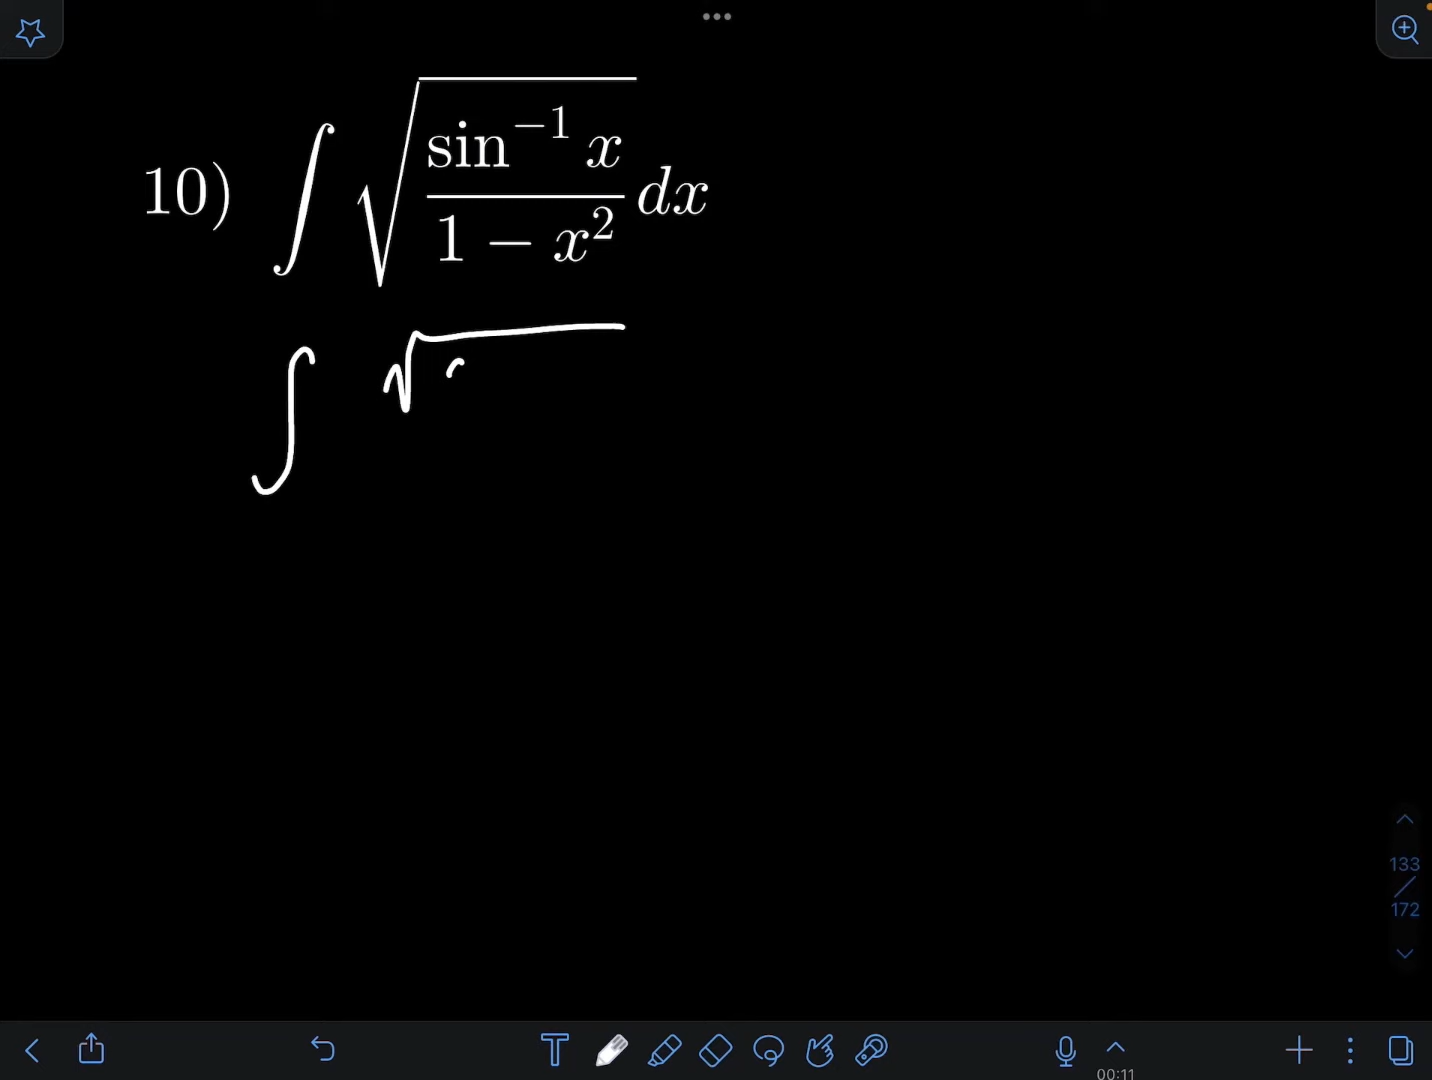 10) ∫ √(sin⁻¹ x / (1 − x²)) dx
∫ √
133
/
172
T
00:11